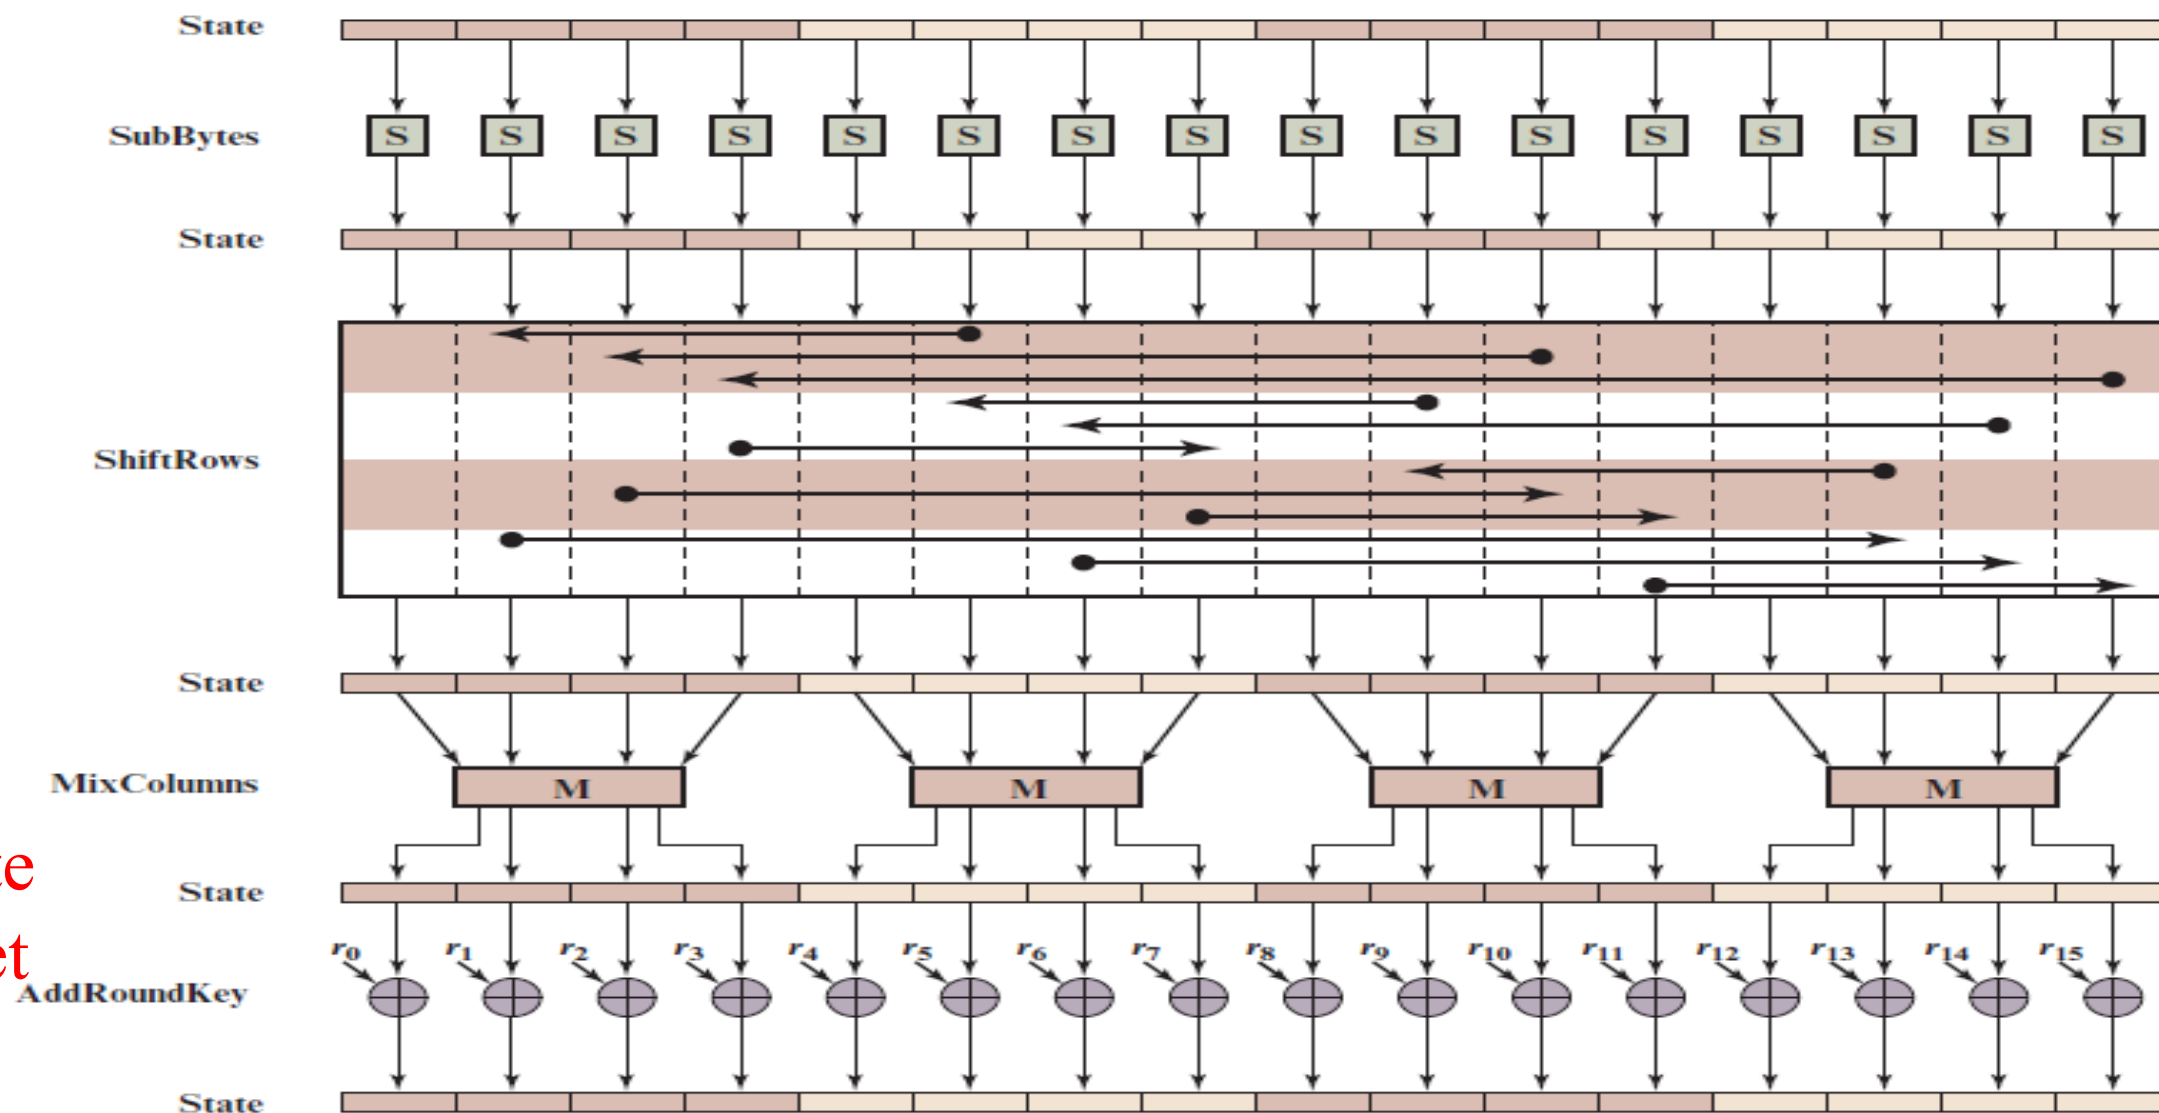 State
SubBytes
S S S S S S S S S S S S S S S S
State
ShiftRows
State
MixColumns
M M M M
State
r0 r1 r2 r3 r4 r5 r6 r7 r8 r9 r10 r11 r12 r13 r14 r15
AddRoundKey
State